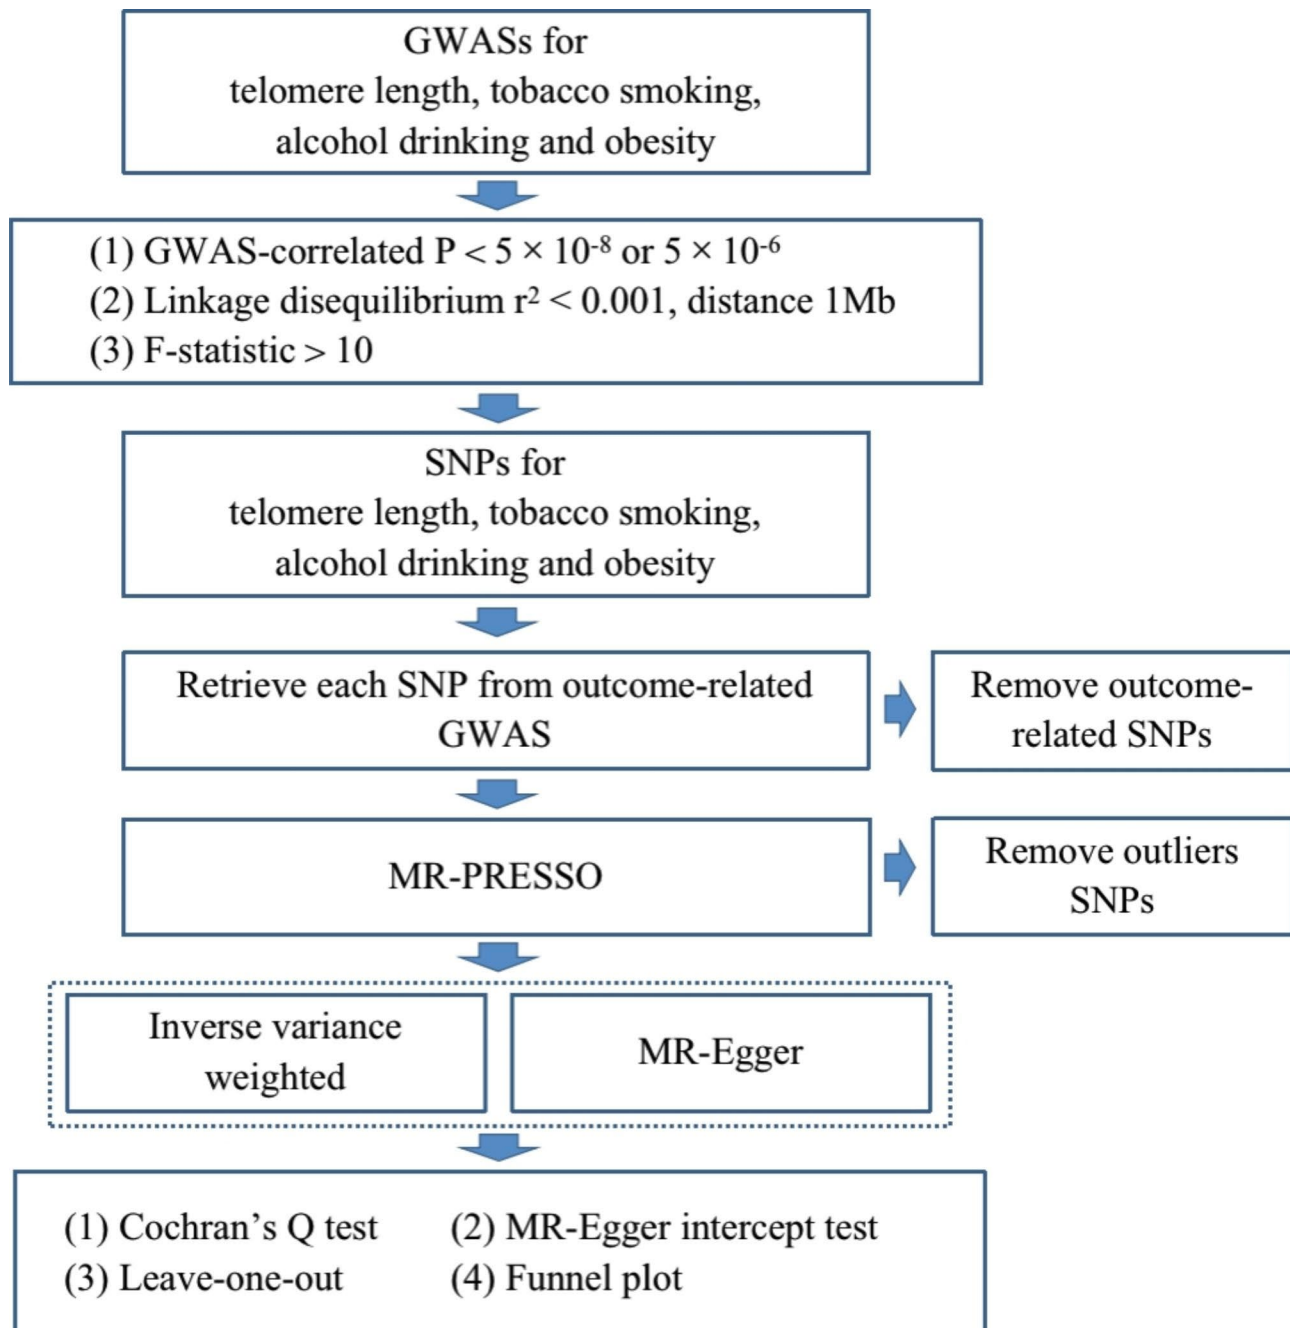 GWASs for
telomere length, tobacco smoking,
alcohol drinking and obesity
(1) GWAS-correlated P < 5 × 10⁻⁸ or 5 × 10⁻⁶
(2) Linkage disequilibrium r² < 0.001, distance 1Mb
(3) F-statistic > 10
SNPs for
telomere length, tobacco smoking,
alcohol drinking and obesity
Retrieve each SNP from outcome-related
GWAS
Remove outcome-
related SNPs
MR-PRESSO
Remove outliers
SNPs
Inverse variance
weighted
MR-Egger
(1) Cochran’s Q test
(2) MR-Egger intercept test
(3) Leave-one-out
(4) Funnel plot